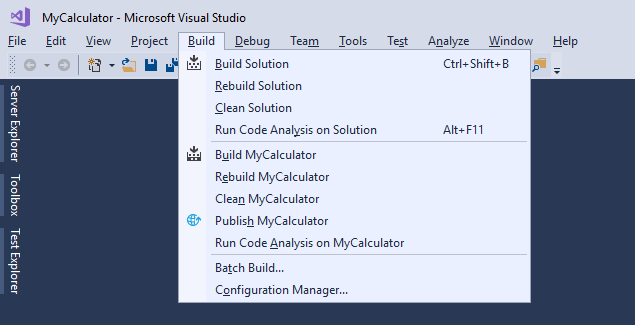 MyCalculator - Microsoft Visual Studio
File Edit View Project Build Debug Team Tools Test Analyze Window Help
Build Solution Ctrl+Shift+B
Rebuild Solution
Clean Solution
Run Code Analysis on Solution Alt+F11
Build MyCalculator
Rebuild MyCalculator
Clean MyCalculator
Publish MyCalculator
Run Code Analysis on MyCalculator
Batch Build...
Configuration Manager...
Server Explorer
Toolbox
Test Explorer